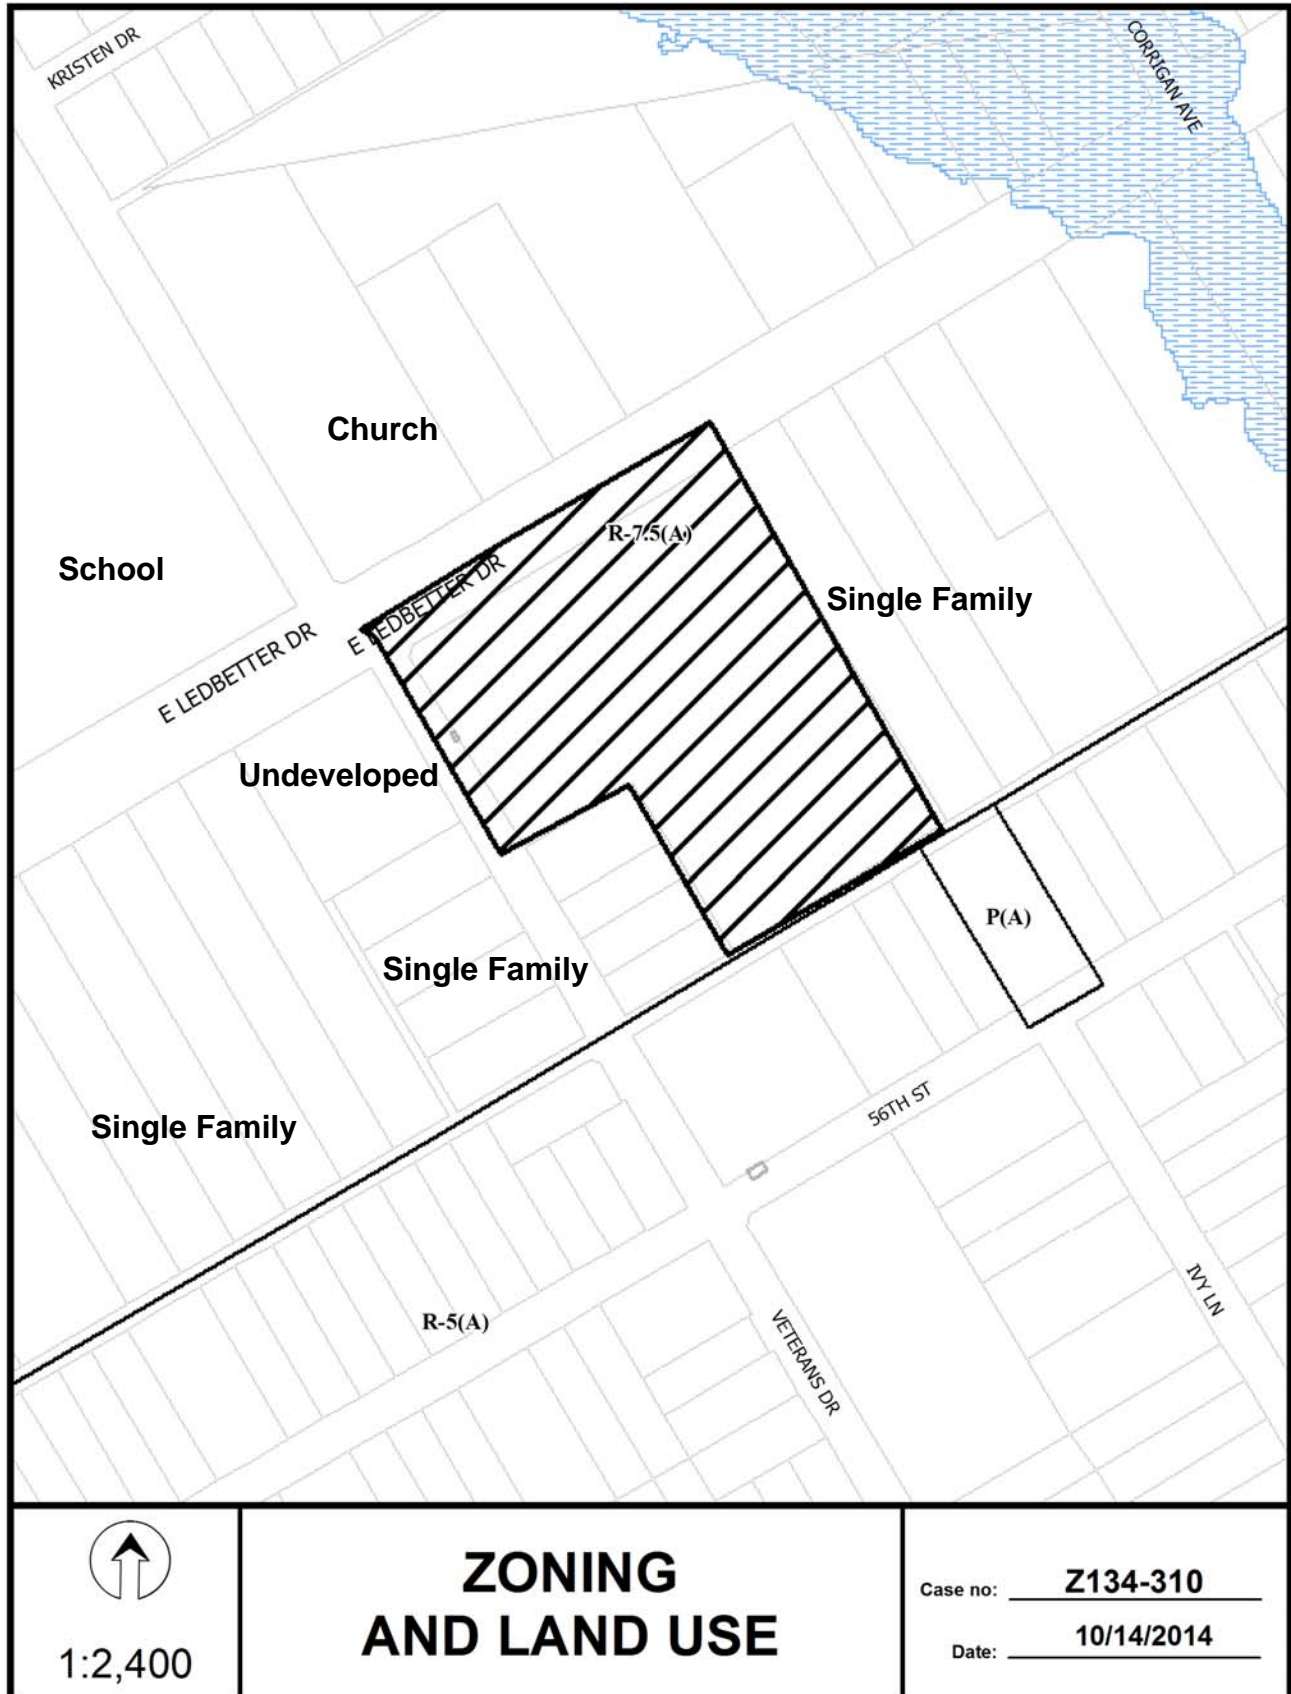 KRISTEN DR
CORRIGAN AVE
Church
R-7.5(A)
School
E LEDBETTER DR
Single Family
E LEDBETTER DR
Undeveloped
P(A)
Single Family
56TH ST
Single Family
IVY LN
R-5(A)
VETERANS DR
1:2,400
ZONING
AND LAND USE
Case no: Z134-310
Date: 10/14/2014